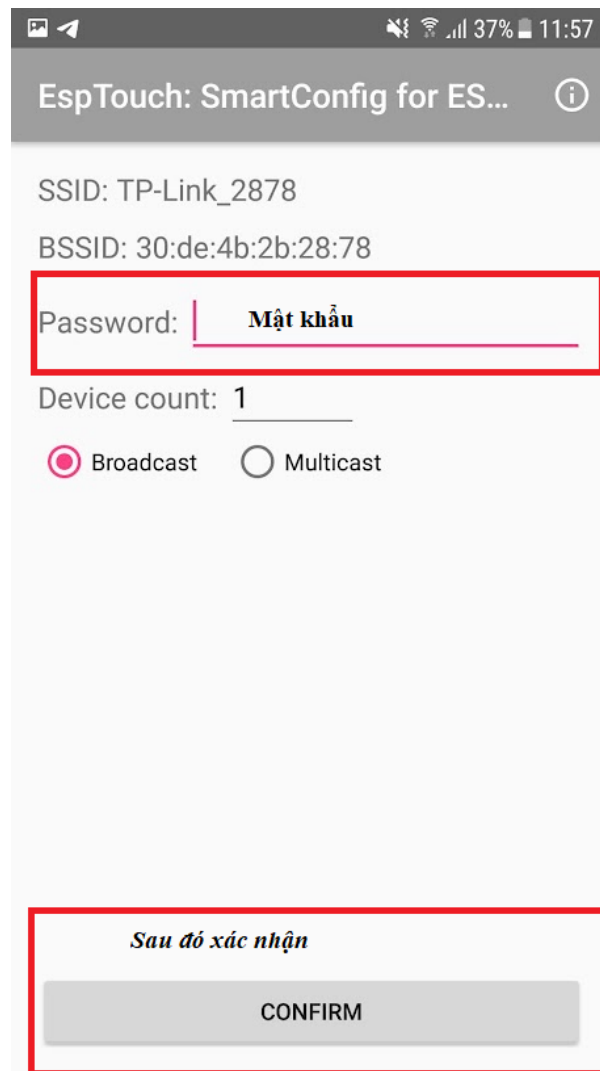 37% 11:57
EspTouch: SmartConfig for ES...
SSID: TP-Link_2878
BSSID: 30:de:4b:2b:28:78
Password: Mật khẩu
Device count: 1
Broadcast Multicast
Sau đó xác nhận
CONFIRM